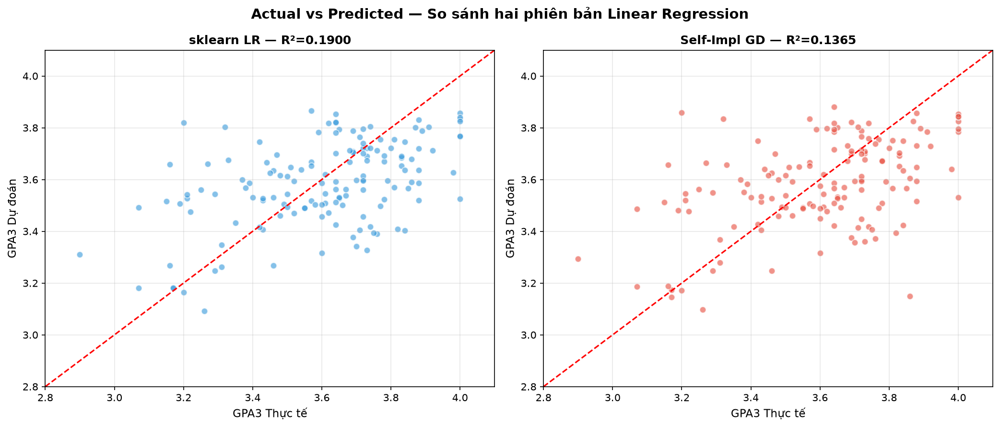 Actual vs Predicted — So sánh hai phiên bản Linear Regression
sklearn LR — R²=0.1900
4.0
3.8
3.6
3.4
3.2
3.0
2.8
GPA3 Dự đoán
2.8 3.0 3.2 3.4 3.6 3.8 4.0
GPA3 Thực tế
Self-Impl GD — R²=0.1365
4.0
3.8
3.6
3.4
3.2
3.0
2.8
GPA3 Dự đoán
2.8 3.0 3.2 3.4 3.6 3.8 4.0
GPA3 Thực tế